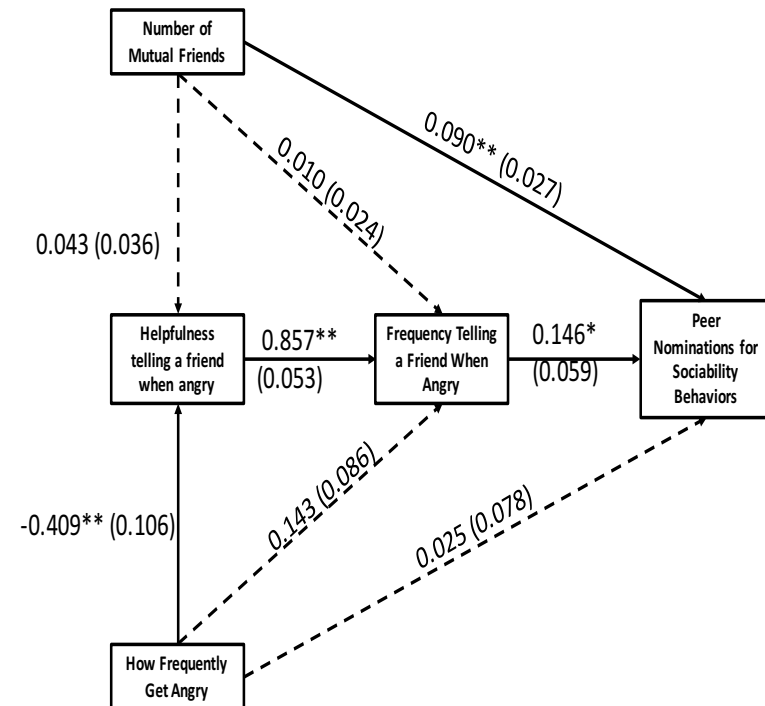 Number of
Mutual Friends
0.090** (0.027)
0.010 (0.024)
0.043 (0.036)
Helpfulness
telling a friend
when angry
0.857**
(0.053)
Frequency Telling
a Friend When
Angry
0.146*
(0.059)
Peer
Nominations for
Sociability
Behaviors
-0.409** (0.106)
0.143 (0.086)
0.025 (0.078)
How Frequently
Get Angry